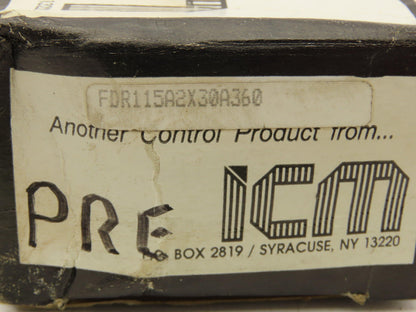 FDR115A2X30A360
Another Control Product from...
PRE ICM
BOX 2819 / SYRACUSE, NY 13220